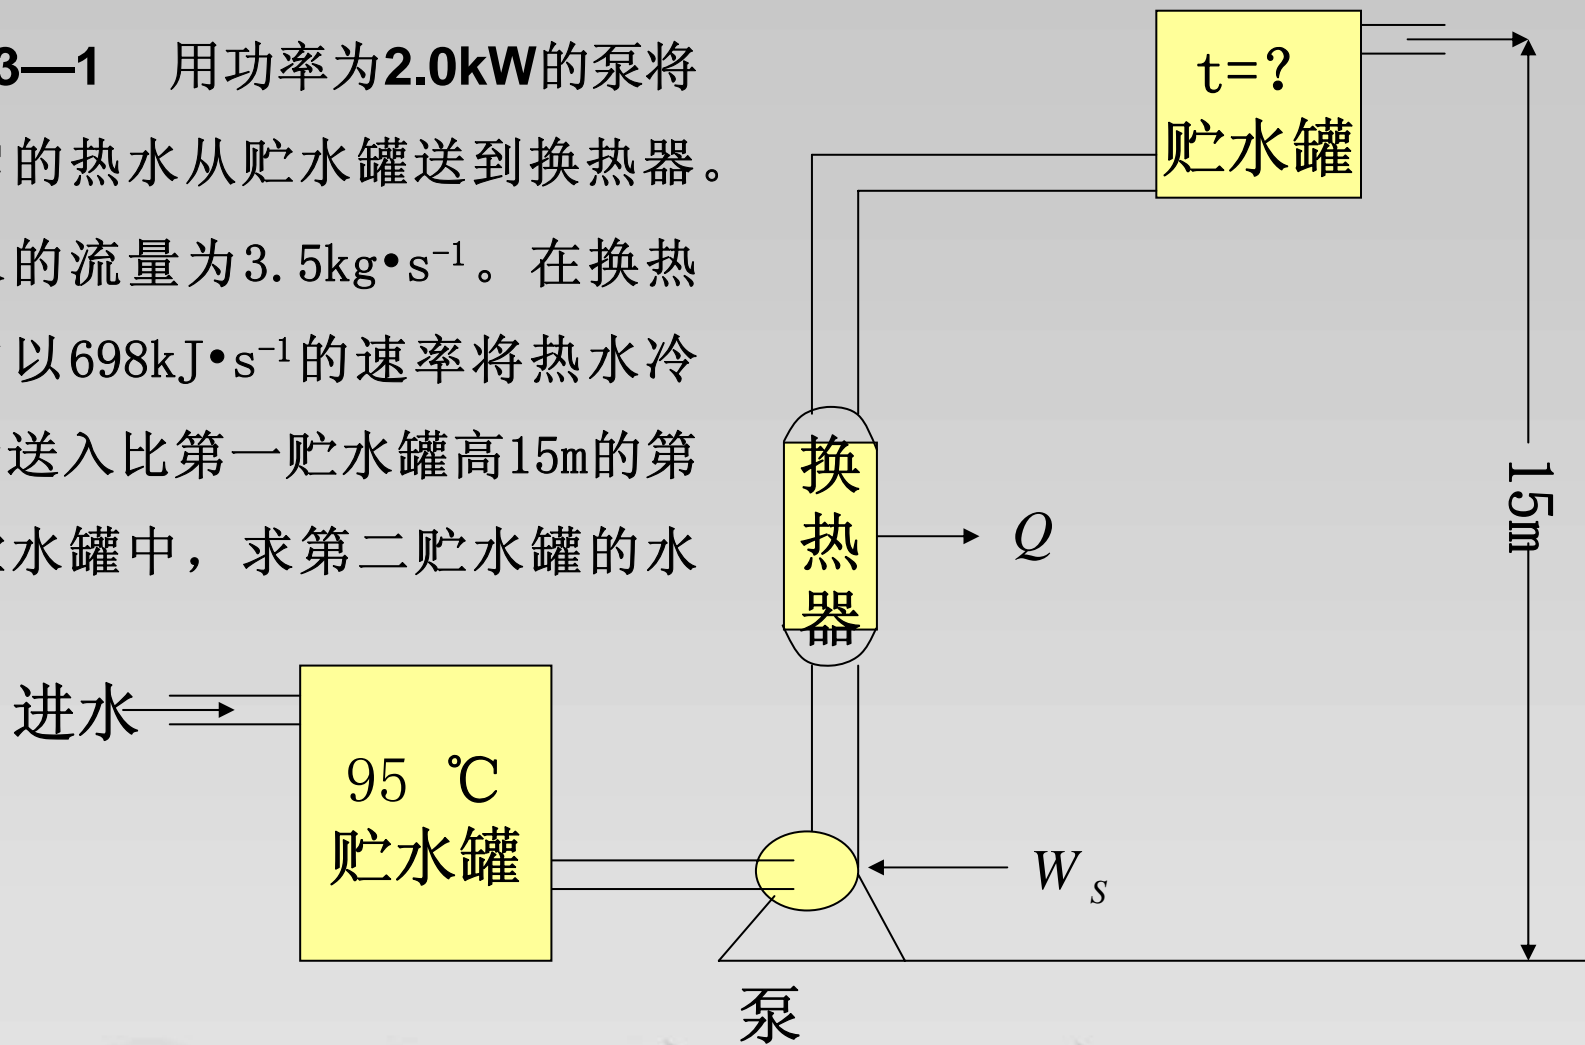 3—1 用功率为2.0kW的泵将
的热水从贮水罐送到换热器。
的流量为3.5kg•s⁻¹。在换热
以698kJ•s⁻¹的速率将热水冷
送入比第一贮水罐高15m的第
水罐中，求第二贮水罐的水
t=?
贮水罐
15m
换
热
器
Q
进水
95 ℃
贮水罐
W_S
泵